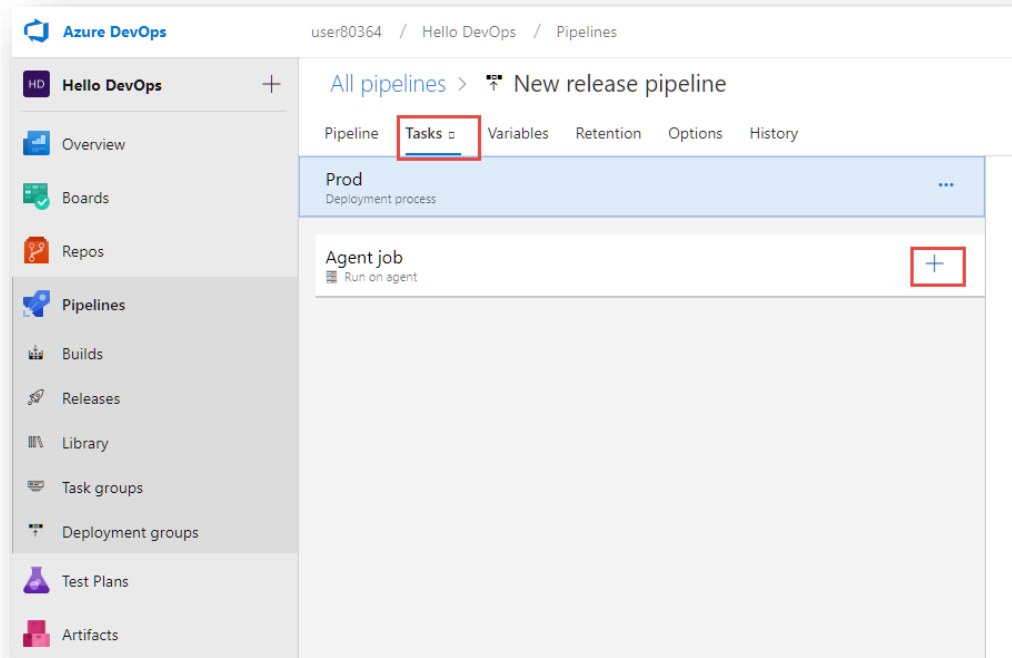 Azure DevOps
user80364 / Hello DevOps / Pipelines
HD Hello DevOps
All pipelines > New release pipeline
Pipeline Tasks Variables Retention Options History
Overview
Boards
Repos
Pipelines
Builds
Releases
Library
Task groups
Deployment groups
Test Plans
Artifacts
Prod
Deployment process
Agent job
Run on agent